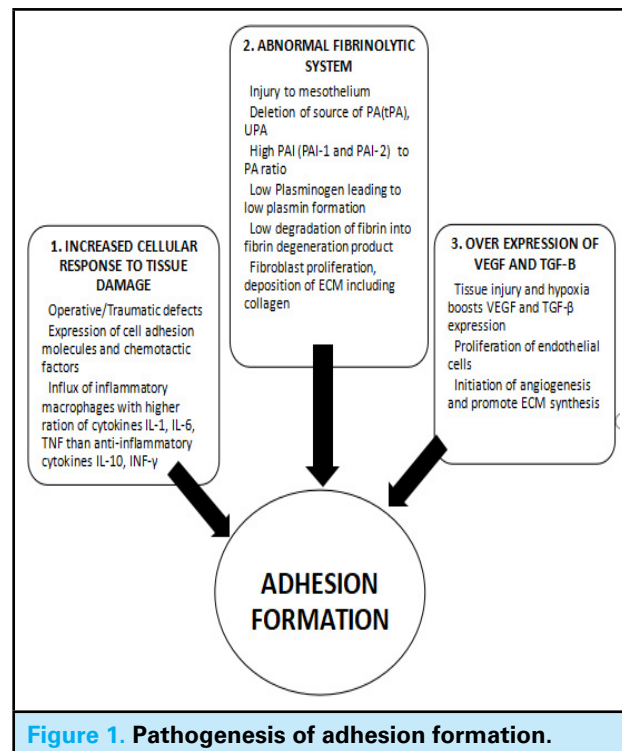 1. INCREASED CELLULAR
RESPONSE TO TISSUE
DAMAGE
Operative/Traumatic defects
Expression of cell adhesion
molecules and chemotactic
factors
Influx of inflammatory
macrophages with higher
ration of cytokines IL-1, IL-6,
TNF than anti-inflammatory
cytokines IL-10, INF-γ
2. ABNORMAL FIBRINOLYTIC
SYSTEM
Injury to mesothelium
Deletion of source of PA(tPA),
UPA
High PAI (PAI-1 and PAI-2) to
PA ratio
Low Plasminogen leading to
low plasmin formation
Low degradation of fibrin into
fibrin degeneration product
Fibroblast proliferation,
deposition of ECM including
collagen
3. OVER EXPRESSION OF
VEGF AND TGF-B
Tissue injury and hypoxia
boosts VEGF and TGF-β
expression
Proliferation of endothelial
cells
Initiation of angiogenesis
and promote ECM synthesis
ADHESION
FORMATION
Figure 1. Pathogenesis of adhesion formation.